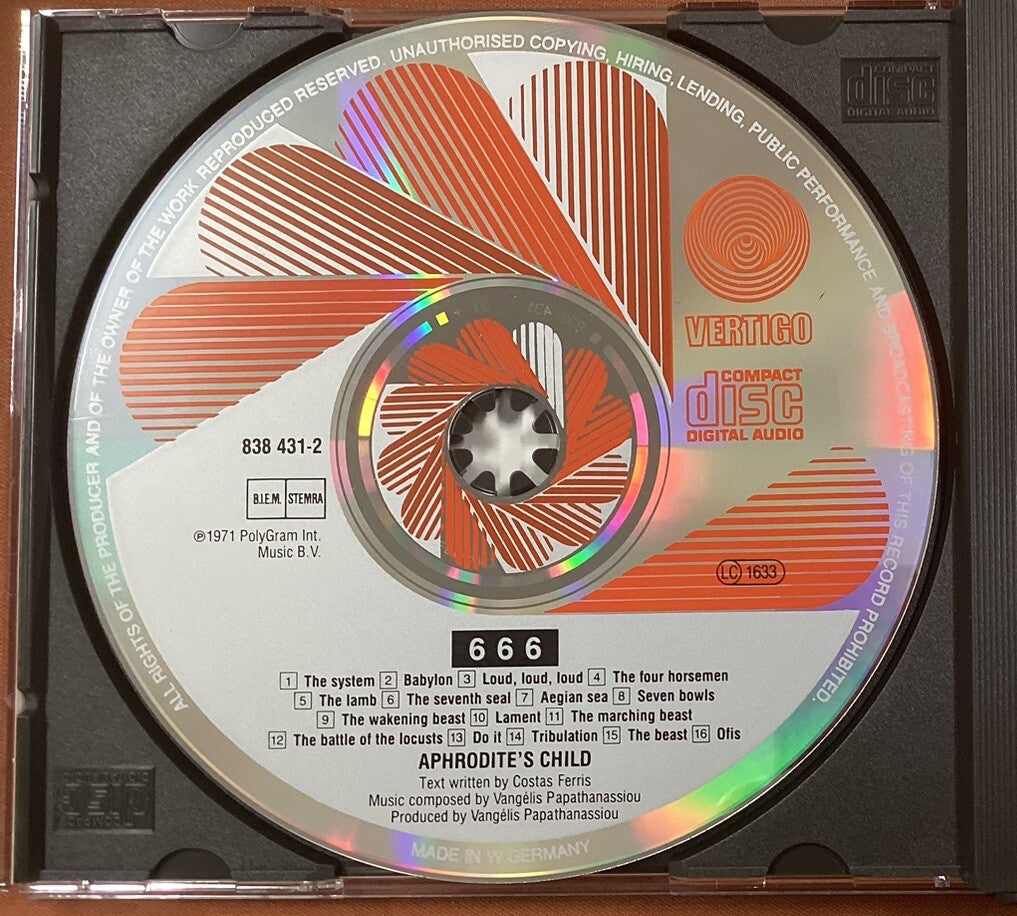 ALL RIGHTS OF THE PRODUCER AND OF THE OWNER OF THE WORK REPRODUCED RESERVED. UNAUTHORISED COPYING, HIRING, LENDING, PUBLIC PERFORMANCE AND BROADCASTING OF THIS RECORD PROHIBITED.
COMPACT
disc
DIGITAL AUDIO
VERTIGO
COMPACT
disc
DIGITAL AUDIO
838 431-2
B.I.E.M. STEMRA
℗1971 PolyGram Int.
Music B.V.
LC 1633
666
1 The system 2 Babylon 3 Loud, loud, loud 4 The four horsemen
5 The lamb 6 The seventh seal 7 Aegian sea 8 Seven bowls
9 The wakening beast 10 Lament 11 The marching beast
12 The battle of the locusts 13 Do it 14 Tribulation 15 The beast 16 Ofis
APHRODITE'S CHILD
Text written by Costas Ferris
Music composed by Vangélis Papathanassiou
Produced by Vangélis Papathanassiou
MADE IN W. GERMANY